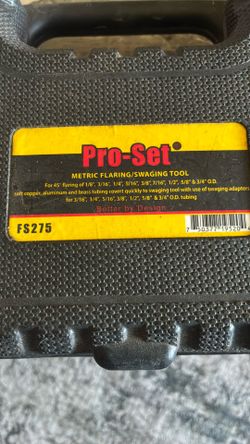 Pro-Set®
METRIC FLARING/SWAGING TOOL
For 45° flaring of 1/8", 3/16", 1/4", 5/16", 3/8", 7/16", 1/2", 5/8" & 3/4" O.D.
soft copper, aluminum and brass tubing covert quickly to swaging tool with use of swaging adaptors
for 3/16", 1/4", 5/16", 3/8", 1/2", 5/8" & 3/4" O.D. tubing
Better by Design
FS275